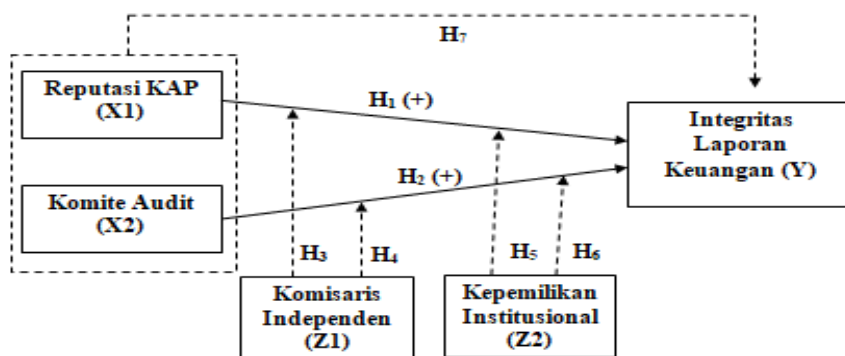 H7
Reputasi KAP
(X1)
H1 (+)
Integritas
Laporan
Keuangan (Y)
Komite Audit
(X2)
H2 (+)
H3
H4
H5
H6
Komisaris
Independen
(Z1)
Kepemilikan
Institusional
(Z2)